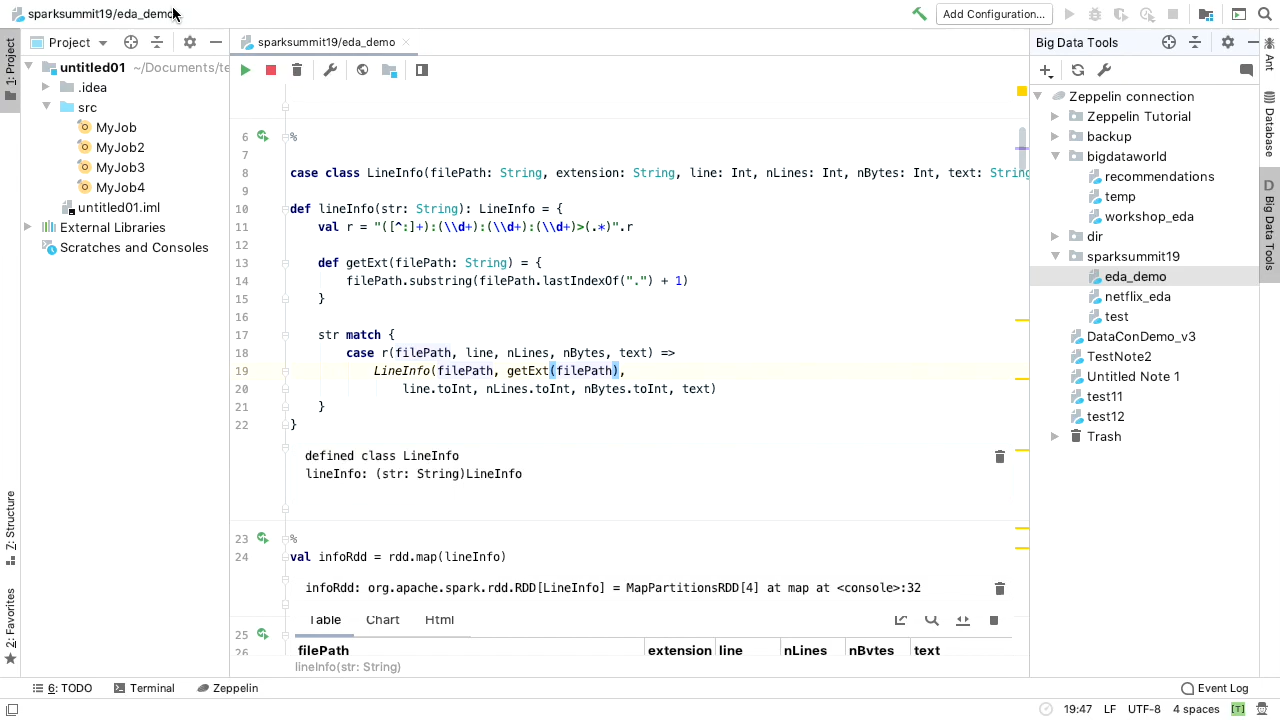 sparksummit19/eda_demo
Add Configuration...
Project
sparksummit19/eda_demo
Big Data Tools
1: Project
7: Structure
2: Favorites
untitled01 ~/Documents/te
.idea
src
MyJob
MyJob2
MyJob3
MyJob4
untitled01.iml
External Libraries
Scratches and Consoles
6 %
7
8 case class LineInfo(filePath: String, extension: String, line: Int, nLines: Int, nBytes: Int, text: String
9
10 def lineInfo(str: String): LineInfo = {
11 val r = "([^:]+):(\\d+):(\\d+):(\\d+)>(.*)".r
12
13 def getExt(filePath: String) = {
14 filePath.substring(filePath.lastIndexOf(".") + 1)
15 }
16
17 str match {
18 case r(filePath, line, nLines, nBytes, text) =>
19 LineInfo(filePath, getExt(filePath),
20 line.toInt, nLines.toInt, nBytes.toInt, text)
21 }
22 }
defined class LineInfo
lineInfo: (str: String)LineInfo
23 %
24 val infoRdd = rdd.map(lineInfo)
infoRdd: org.apache.spark.rdd.RDD[LineInfo] = MapPartitionsRDD[4] at map at <console>:32
25 Table Chart Html
26 filePath extension line nLines nBytes text
lineInfo(str: String)
Zeppelin connection
Zeppelin Tutorial
backup
bigdataworld
recommendations
temp
workshop_eda
dir
sparksummit19
eda_demo
netflix_eda
test
DataConDemo_v3
TestNote2
Untitled Note 1
test11
test12
Trash
Ant
Database
D Big Data Tools
6: TODO
Terminal
Zeppelin
Event Log
19:47 LF UTF-8 4 spaces [T]